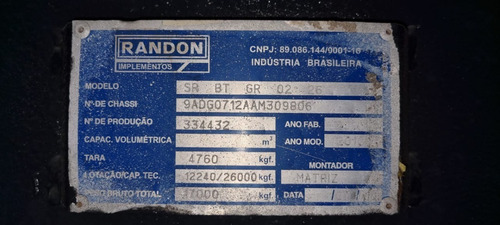 RANDON
IMPLEMENTOS
CNPJ: 89.086.144/0001-16
INDÚSTRIA BRASILEIRA
MODELO SR BT GR 02 26
Nº DE CHASSI 9ADG0712AAM309806
Nº DE PRODUÇÃO 334432 ANO FAB.
CAPAC. VOLUMÉTRICA m³ ANO MOD.
TARA 4760 kgf. MONTADOR
LOTAÇÃO/CAP. TEC. 12240/26000 kgf. MATRIZ
PESO BRUTO TOTAL 17000 kgf. DATA / /